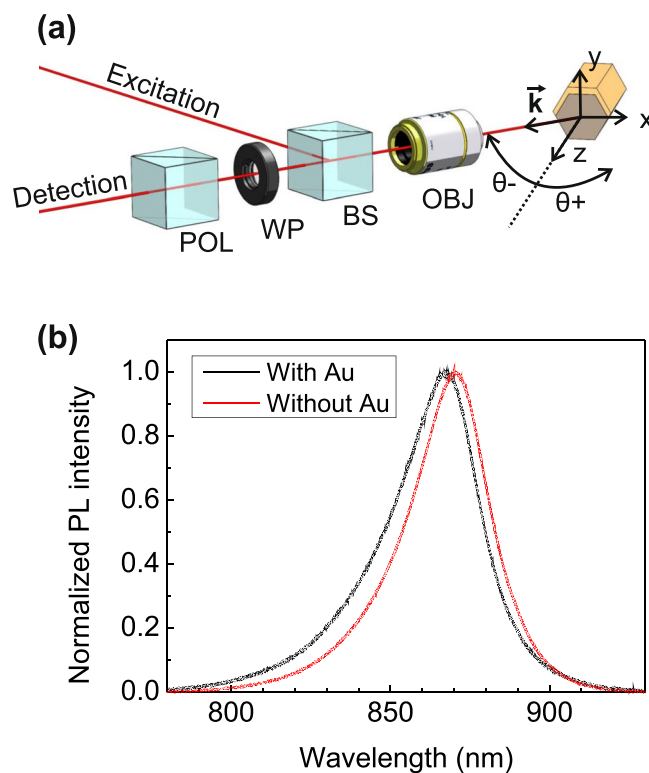 (a)
Excitation
Detection
POL
WP
BS
OBJ
k
y
x
z
θ-
θ+
(b)
With Au
Without Au
Normalized PL intensity
1.0
0.8
0.6
0.4
0.2
0.0
800
850
900
Wavelength (nm)